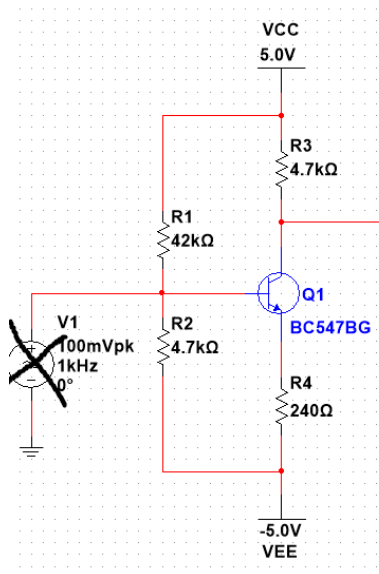 VCC
5.0V
R3
4.7kΩ
R1
42kΩ
Q1
BC547BG
V1
100mVpk
1kHz
0°
R2
4.7kΩ
R4
240Ω
-5.0V
VEE